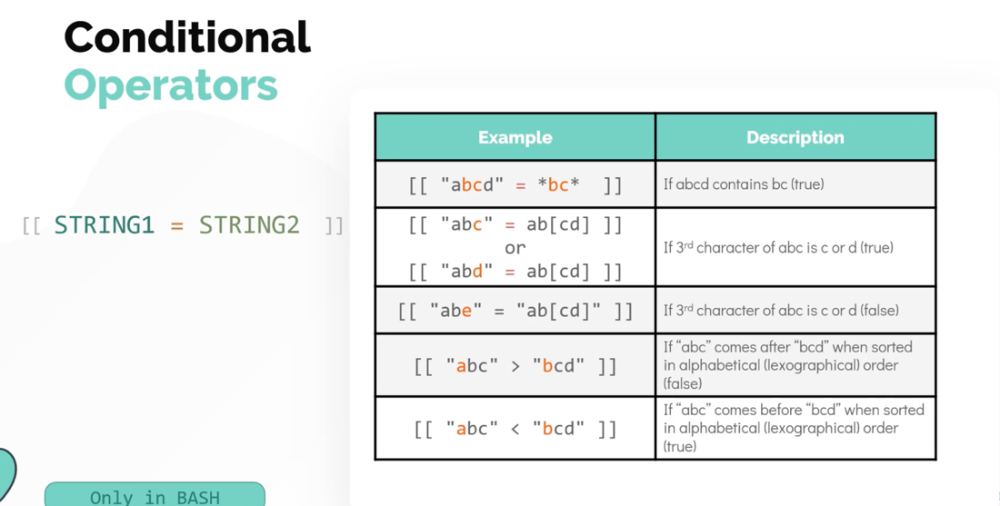 Conditional
Operators
[[ STRING1 = STRING2 ]]
Only in BASH
Example
Description
[[ "abcd" = *bc* ]]
If abcd contains bc (true)
[[ "abc" = ab[cd] ]]
or
[[ "abd" = ab[cd] ]]
If 3rd character of abc is c or d (true)
[[ "abe" = "ab[cd]" ]]
If 3rd character of abc is c or d (false)
[[ "abc" > "bcd" ]]
If “abc” comes after “bcd” when sorted
in alphabetical (lexographical) order
(false)
[[ "abc" < "bcd" ]]
If “abc” comes before “bcd” when sorted
in alphabetical (lexographical) order
(true)